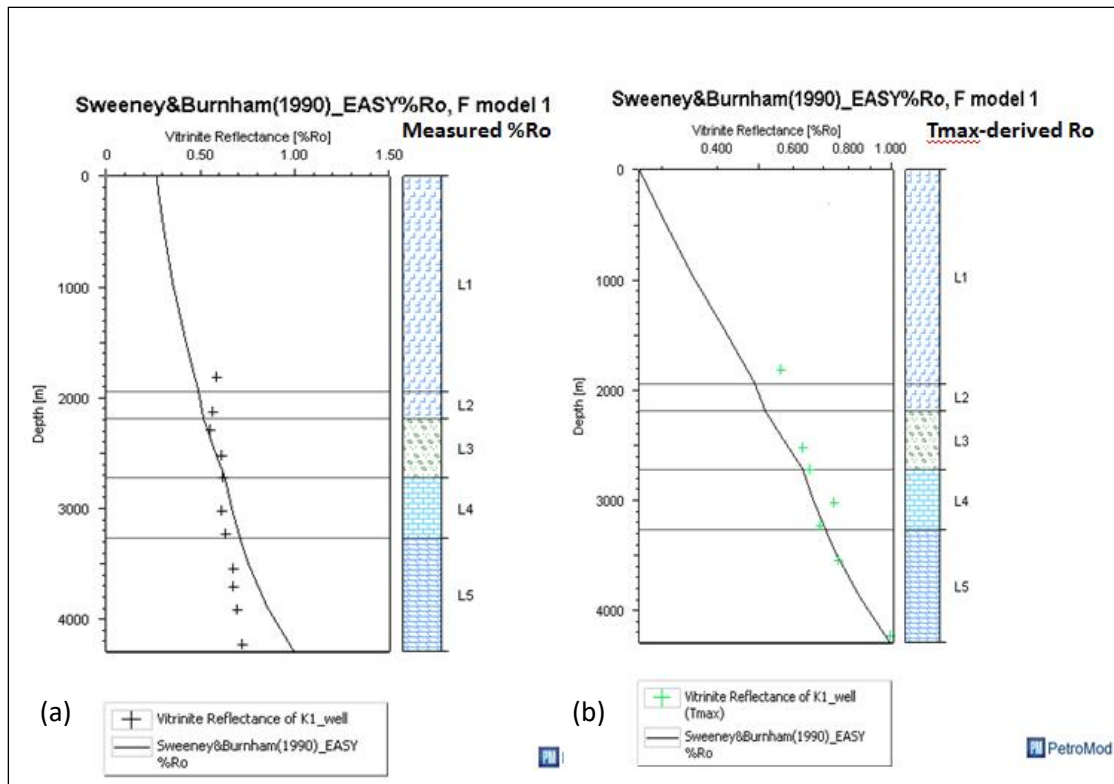 Sweeney&Burnham(1990)_EASY%Ro, F model 1
Measured %Ro
Vitrinite Reflectance [%Ro]
0 0.50 1.00 1.50
0
1000
2000
3000
4000
Depth [m]
L1
L2
L3
L4
L5
(a)
Vitrinite Reflectance of K1_well
Sweeney&Burnham(1990)_EASY
%Ro
PM
Sweeney&Burnham(1990)_EASY%Ro, F model 1
Tmax-derived Ro
Vitrinite Reflectance [%Ro]
0.400 0.600 0.800 1.000
0
1000
2000
3000
4000
Depth [m]
L1
L2
L3
L4
L5
(b)
Vitrinite Reflectance of K1_well
(Tmax)
Sweeney&Burnham(1990)_EASY
%Ro
PM PetroMod